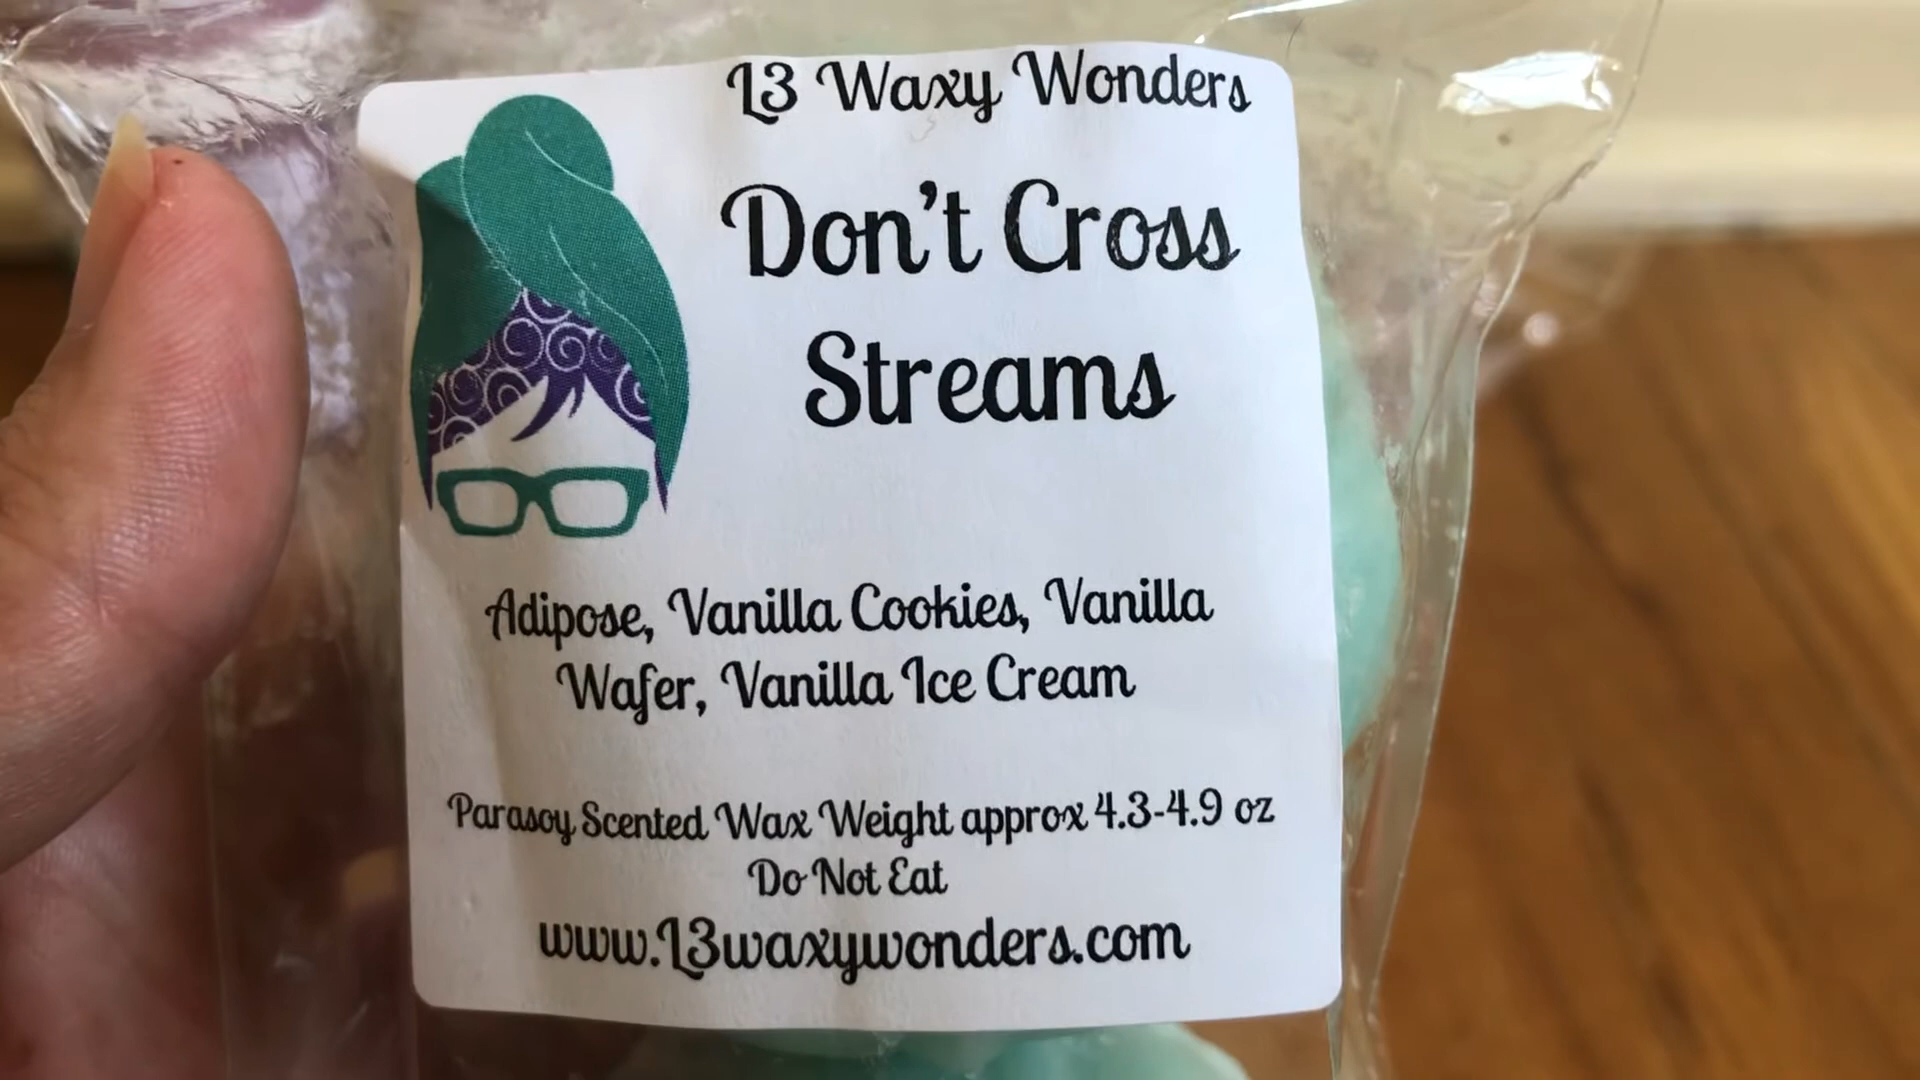 L3 Waxy Wonders
Don't Cross
Streams
Adipose, Vanilla Cookies, Vanilla
Wafer, Vanilla Ice Cream
Parasoy Scented Wax Weight approx 4.3-4.9 oz
Do Not Eat
www.L3waxywonders.com